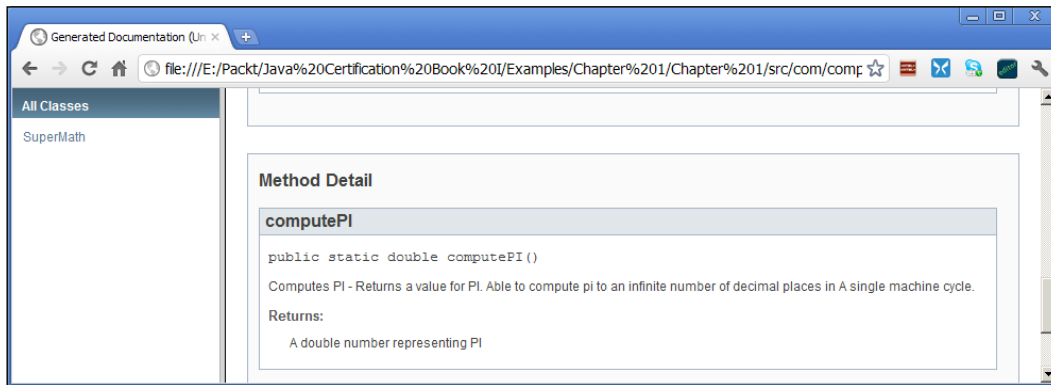 Generated Documentation (Un
file:///E:/Packt/Java%20Certification%20Book%20I/Examples/Chapter%201/Chapter%201/src/com/comp
All Classes
SuperMath
Method Detail
computePI
public static double computePI()
Computes PI - Returns a value for PI. Able to compute pi to an infinite number of decimal places in A single machine cycle.
Returns:
A double number representing PI